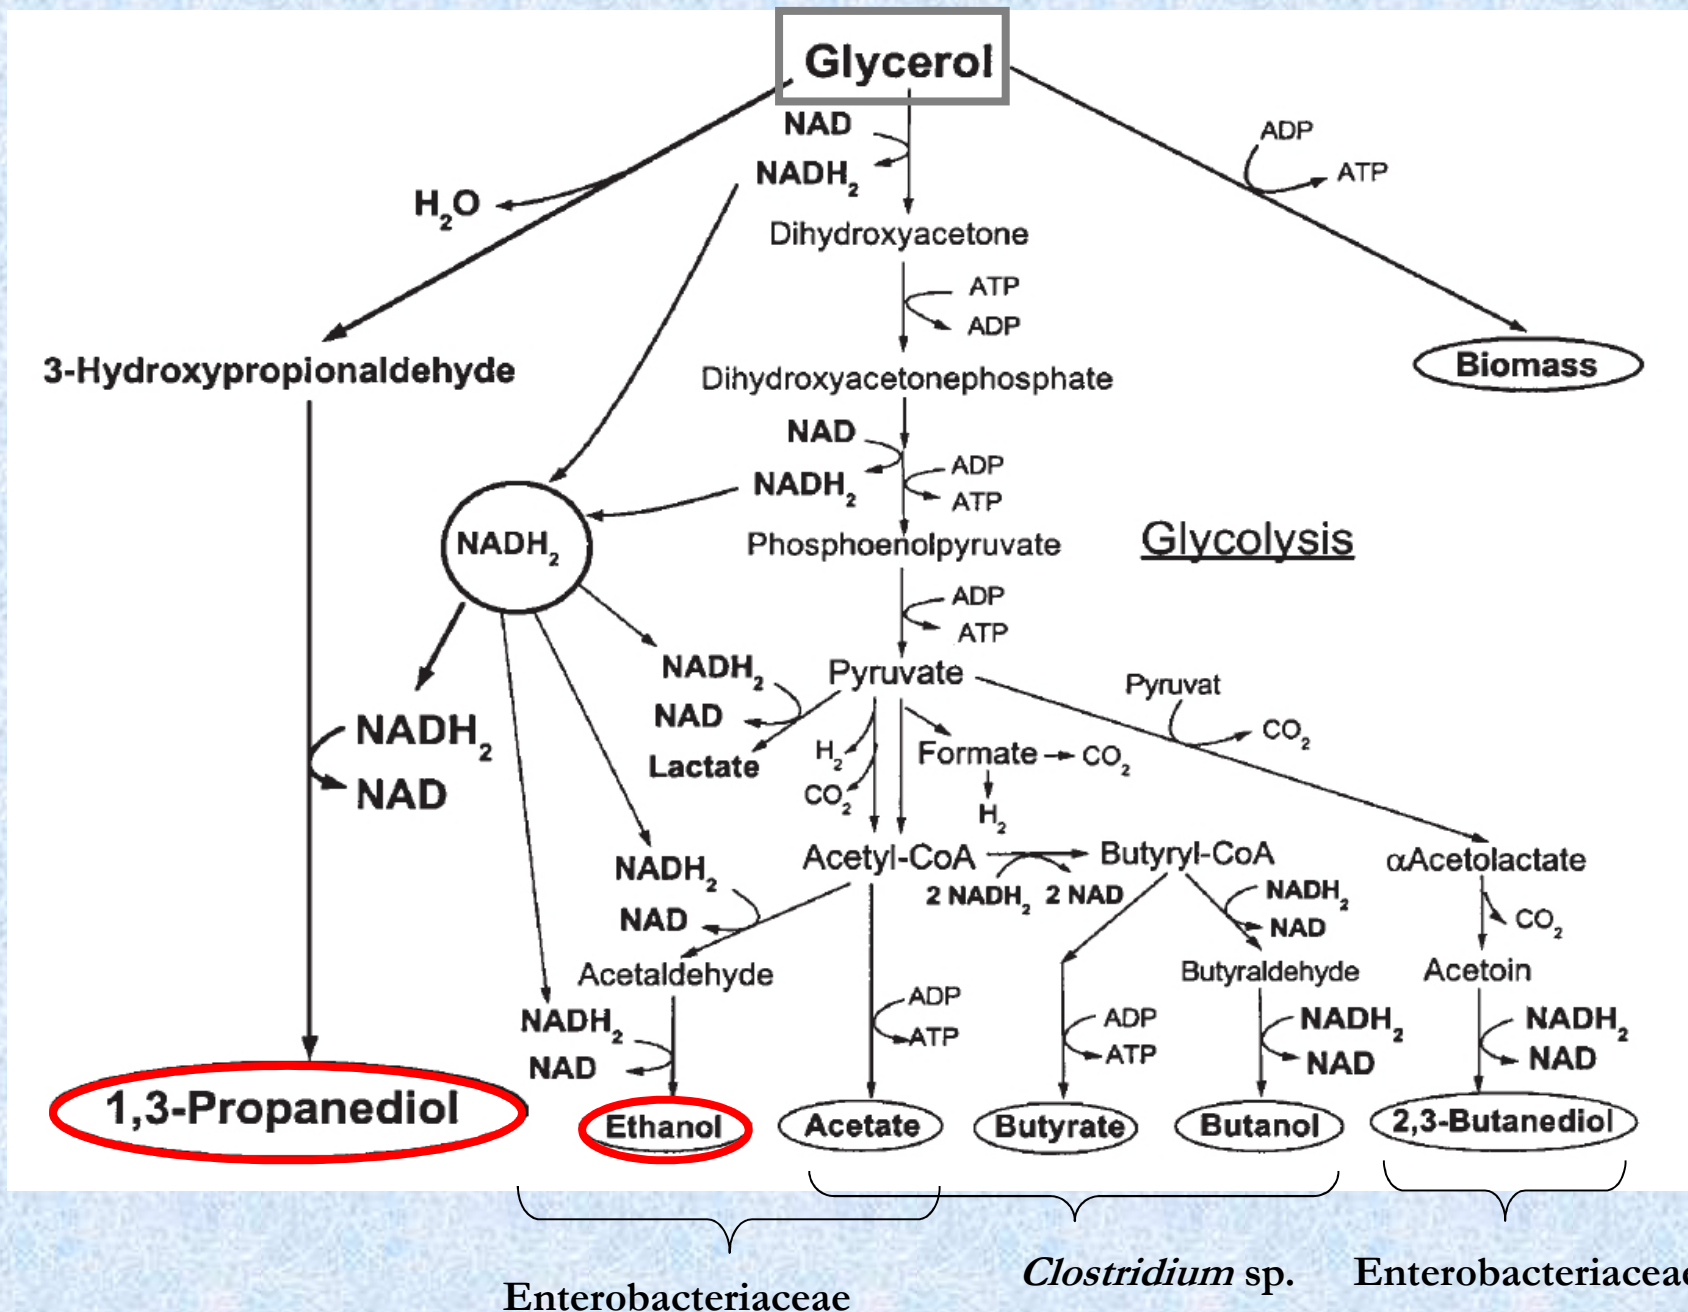 Glycerol
NAD
NADH2
ADP
ATP
H2O
Dihydroxyacetone
ATP
ADP
3-Hydroxypropionaldehyde
Dihydroxyacetonephosphate
Biomass
NAD
NADH2
ADP
ATP
NADH2
Phosphoenolpyruvate
Glycolysis
ADP
ATP
NADH2
NAD
Lactate
Pyruvate
Pyruvat
CO2
NADH2
NAD
H2
CO2
Formate
CO2
H2
Acetyl-CoA
2 NADH2 2 NAD
Butyryl-CoA
αAcetolactate
NADH2
NAD
NADH2
NAD
CO2
Acetaldehyde
Butyraldehyde
Acetoin
NADH2
NAD
ADP
ATP
ADP
ATP
NADH2
NAD
NADH2
NAD
1,3-Propanediol
Ethanol
Acetate
Butyrate
Butanol
2,3-Butanediol
Enterobacteriaceae
Clostridium sp.
Enterobacteriaceae